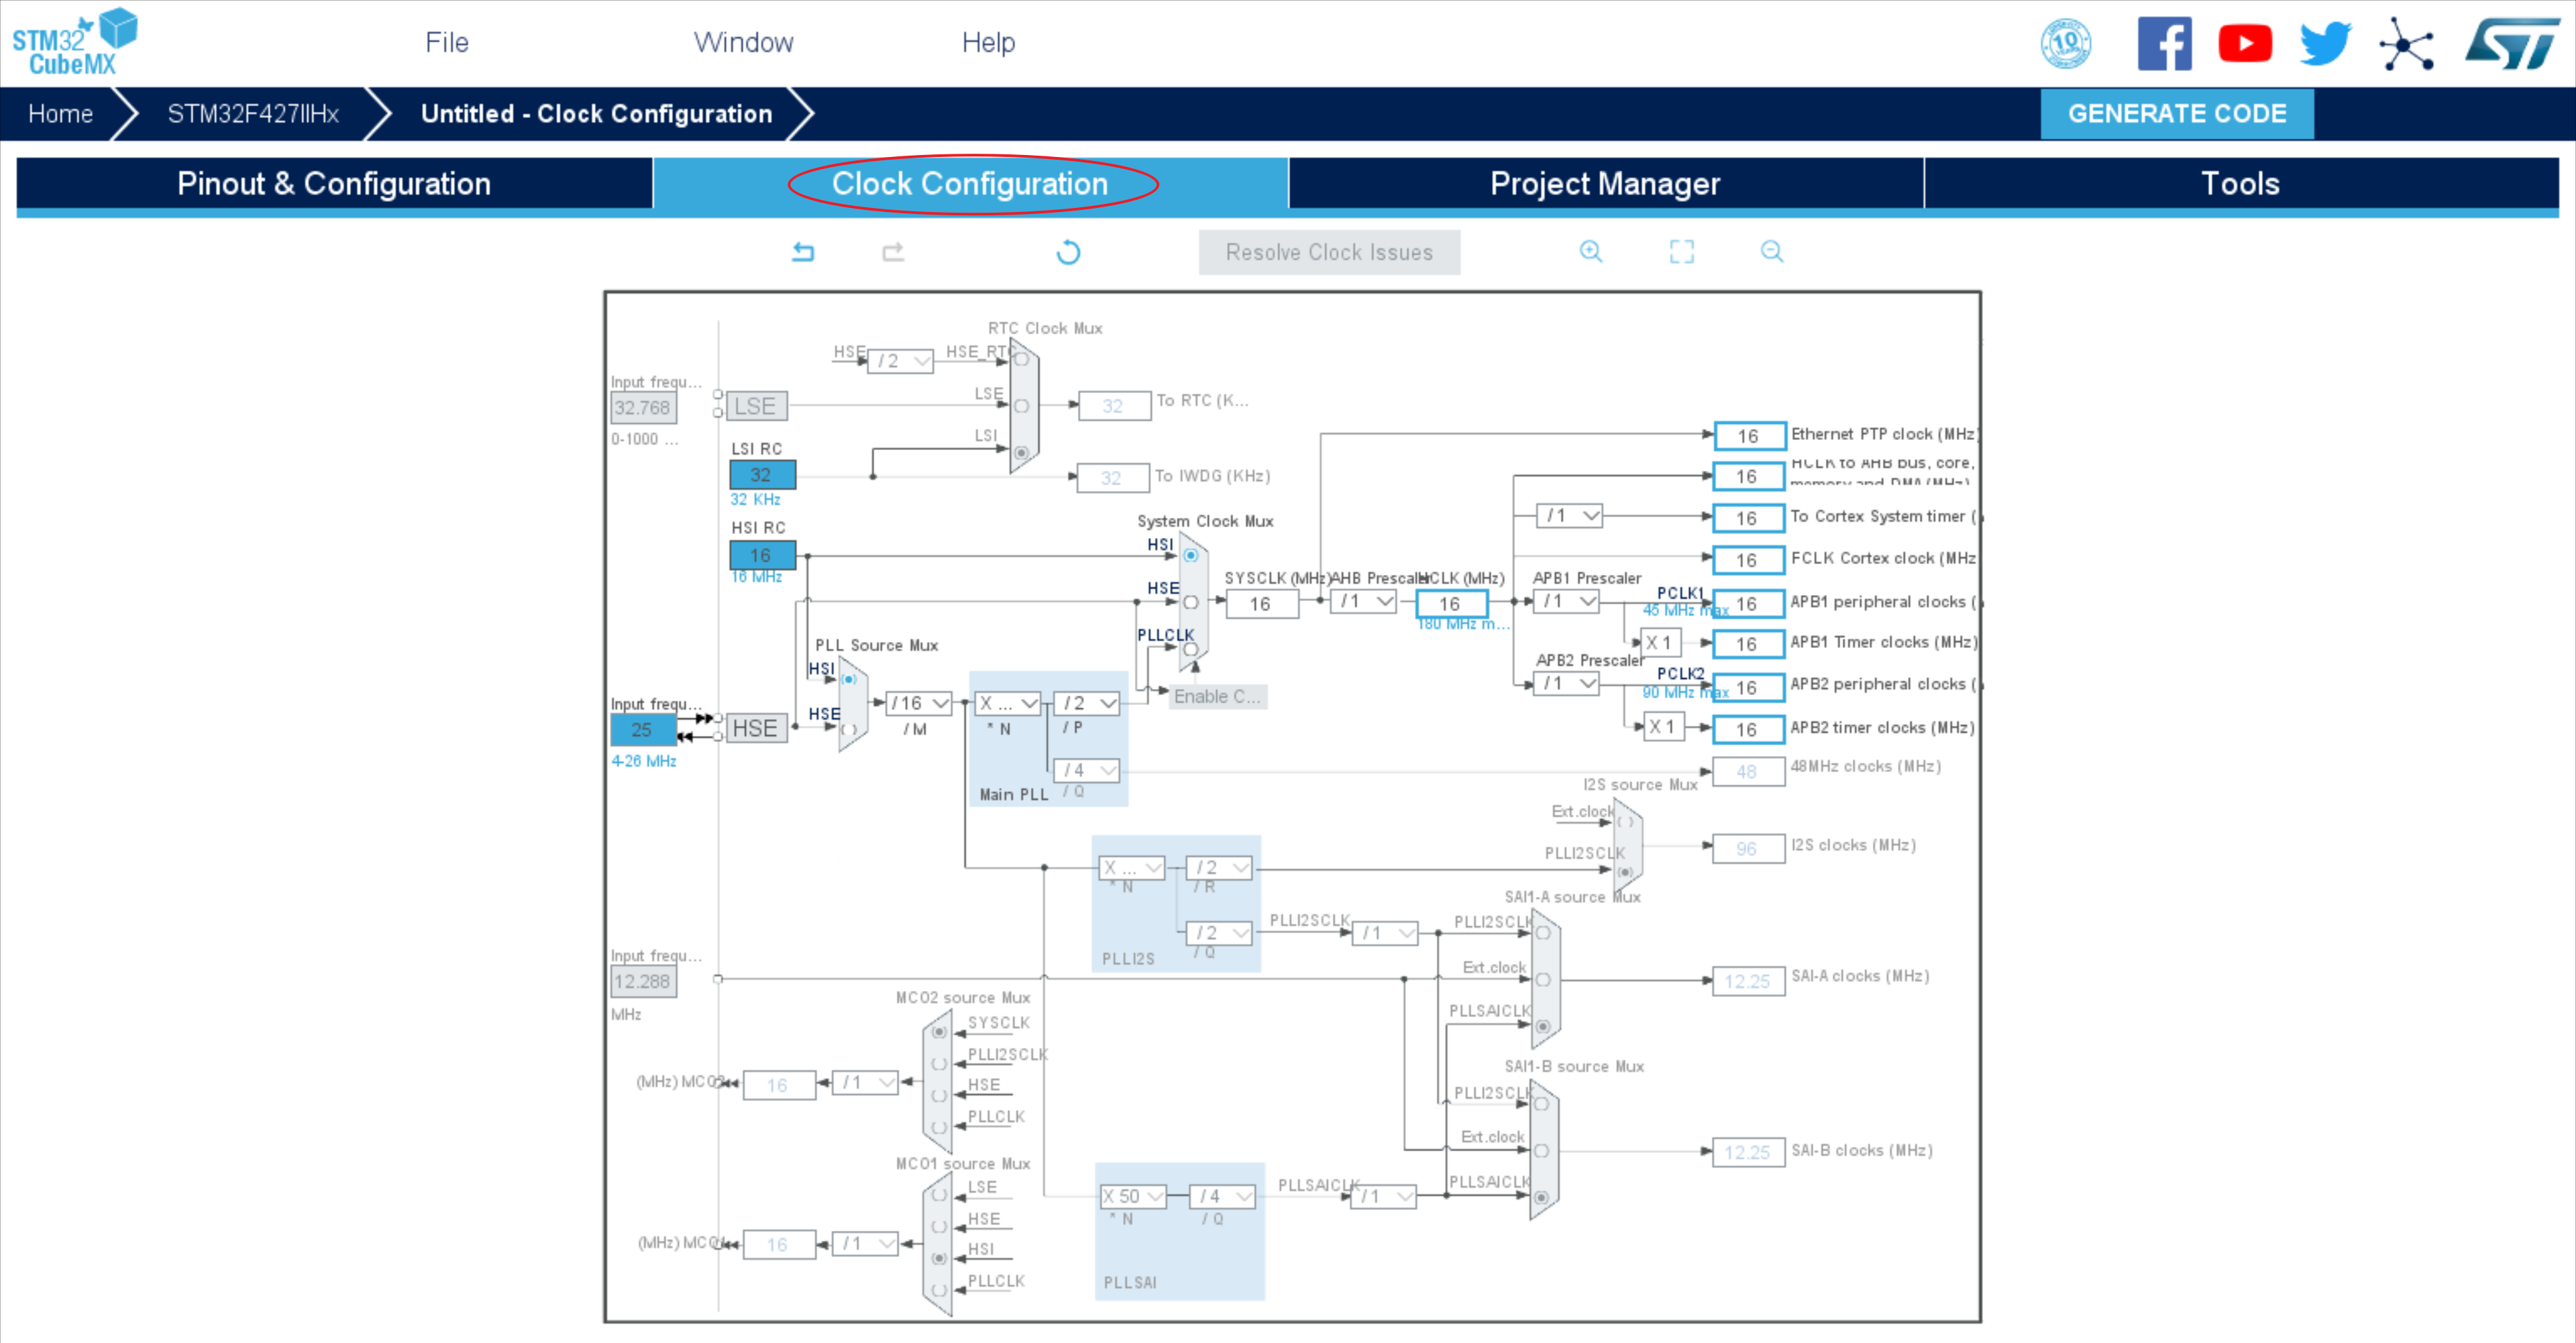 STM32
CubeMX
File
Window
Help
10
Home
STM32F427IIHx
Untitled - Clock Configuration
GENERATE CODE
Pinout & Configuration
Clock Configuration
Project Manager
Tools
Resolve Clock Issues
RTC Clock Mux
HSE
/ 2
HSE_RTC
Input frequ...
32.768
0-1000 ...
LSE
LSE
32
To RTC (K...
LSI
LSI RC
32
32 KHz
32
To IWDG (KHz)
16
Ethernet PTP clock (MHz)
16
HCLK to AHB bus, core,
memory and DMA (MHz)
/ 1
16
To Cortex System timer (
HSI RC
16
16 MHz
System Clock Mux
HSI
HSE
PLLCLK
16
FCLK Cortex clock (MHz
SYSCLK (MHz)
16
AHB Prescaler
/ 1
HCLK (MHz)
16
180 MHz m...
APB1 Prescaler
/ 1
PCLK1
45 MHz max
16
APB1 peripheral clocks (
X 1
16
APB1 Timer clocks (MHz)
APB2 Prescaler
/ 1
PCLK2
90 MHz max
16
APB2 peripheral clocks (
X 1
16
APB2 timer clocks (MHz)
PLL Source Mux
HSI
HSE
Input frequ...
25
4-26 MHz
HSE
/ 16
/ M
X ...
* N
/ 2
/ P
/ 4
/ Q
Main PLL
Enable C...
48
48MHz clocks (MHz)
I2S source Mux
Ext.clock
PLLI2SCLK
96
I2S clocks (MHz)
X ...
* N
/ 2
/ R
/ 2
/ Q
PLLI2S
PLLI2SCLK
/ 1
SAI1-A source Mux
PLLI2SCLK
Ext.clock
PLLSAICLK
12.25
SAI-A clocks (MHz)
Input frequ...
12.288
MHz
MCO2 source Mux
SYSCLK
PLLI2SCLK
HSE
PLLCLK
(MHz) MCO2
16
/ 1
SAI1-B source Mux
PLLI2SCLK
Ext.clock
PLLSAICLK
12.25
SAI-B clocks (MHz)
MCO1 source Mux
LSE
HSE
HSI
PLLCLK
(MHz) MCO1
16
/ 1
X 50
* N
/ 4
/ Q
PLLSAI
PLLSAICLK
/ 1